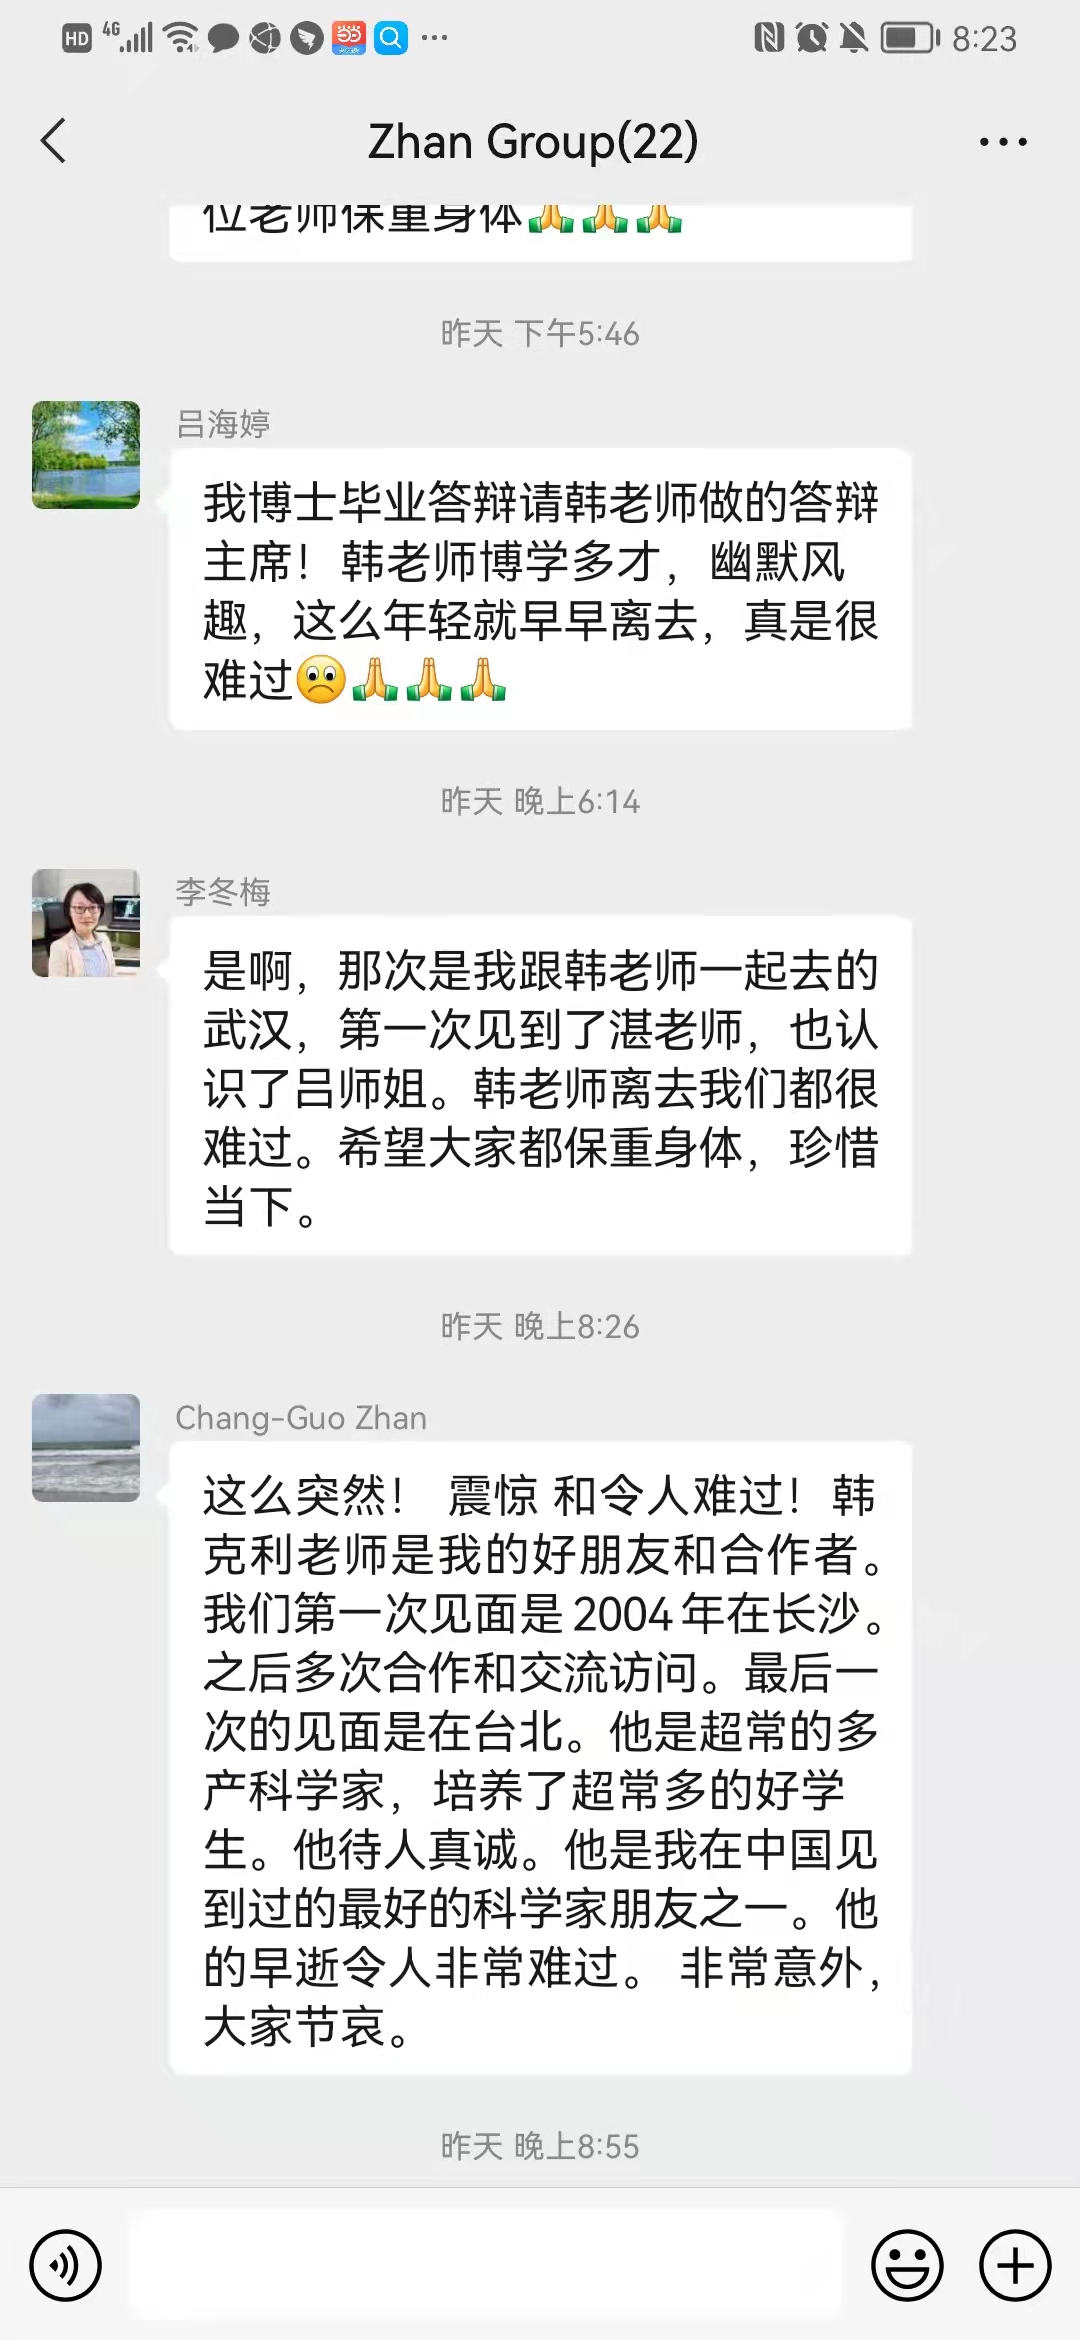 HD 4G 8:23
Zhan Group(22)
位老师保重身体🙏🙏🙏
昨天 下午5:46
吕海婷
我博士毕业答辩请韩老师做的答辩
主席！韩老师博学多才，幽默风
趣，这么年轻就早早离去，真是很
难过🙁🙏🙏🙏
昨天 晚上6:14
李冬梅
是啊，那次是我跟韩老师一起去的
武汉，第一次见到了湛老师，也认
识了吕师姐。韩老师离去我们都很
难过。希望大家都保重身体，珍惜
当下。
昨天 晚上8:26
Chang-Guo Zhan
这么突然！ 震惊 和令人难过！韩
克利老师是我的好朋友和合作者。
我们第一次见面是2004年在长沙。
之后多次合作和交流访问。最后一
次的见面是在台北。他是超常的多
产科学家，培养了超常多的好学
生。他待人真诚。他是我在中国见
到过的最好的科学家朋友之一。他
的早逝令人非常难过。 非常意外，
大家节哀。
昨天 晚上8:55